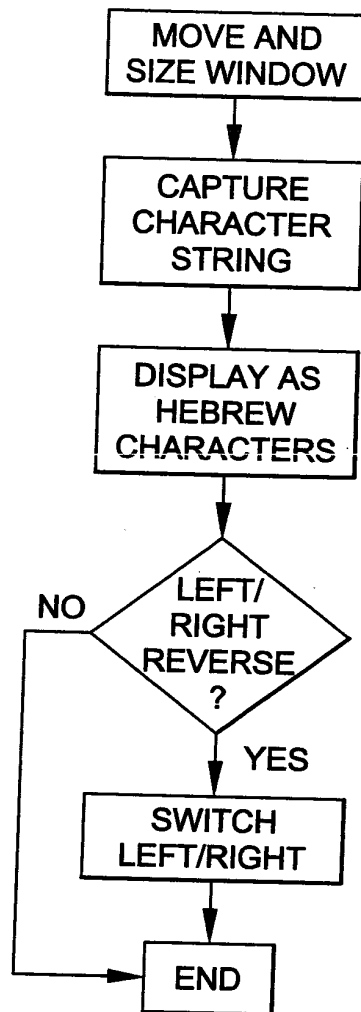 MOVE AND
SIZE WINDOW
CAPTURE
CHARACTER
STRING
DISPLAY AS
HEBREW
CHARACTERS
LEFT/
RIGHT
REVERSE
?
NO
YES
SWITCH
LEFT/RIGHT
END